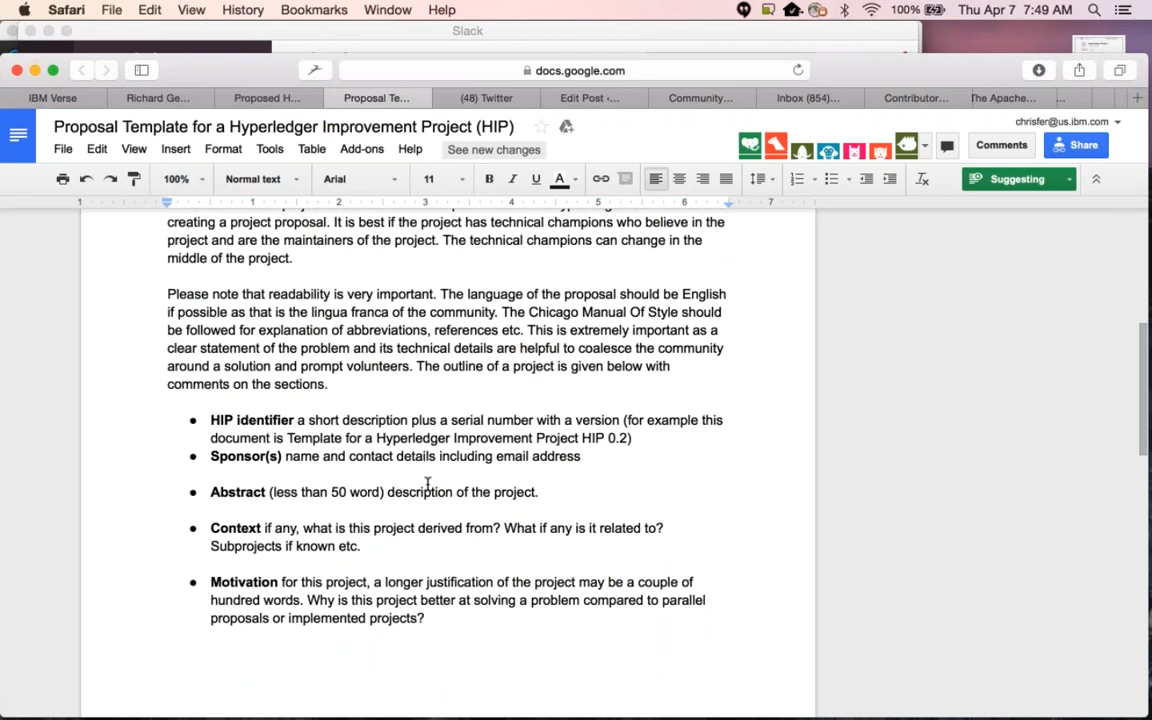 Safari File Edit View History Bookmarks Window Help 100% Thu Apr 7 7:49 AM
Slack
docs.google.com
IBM Verse Richard Ge... Proposed H... Proposal Te... (48) Twitter Edit Post ‹... Community... Inbox (854)... Contributor... The Apache... ...
Proposal Template for a Hyperledger Improvement Project (HIP) chrisfer@us.ibm.com
File Edit View Insert Format Tools Table Add-ons Help See new changes Comments Share
100% Normal text Arial 11 B I U A Suggesting
1 1 2 3 4 5 6 7
creating a project proposal. It is best if the project has technical champions who believe in the
project and are the maintainers of the project. The technical champions can change in the
middle of the project.
Please note that readability is very important. The language of the proposal should be English
if possible as that is the lingua franca of the community. The Chicago Manual Of Style should
be followed for explanation of abbreviations, references etc. This is extremely important as a
clear statement of the problem and its technical details are helpful to coalesce the community
around a solution and prompt volunteers. The outline of a project is given below with
comments on the sections.
● HIP identifier a short description plus a serial number with a version (for example this
document is Template for a Hyperledger Improvement Project HIP 0.2)
● Sponsor(s) name and contact details including email address
● Abstract (less than 50 word) description of the project.
● Context if any, what is this project derived from? What if any is it related to?
Subprojects if known etc.
● Motivation for this project, a longer justification of the project may be a couple of
hundred words. Why is this project better at solving a problem compared to parallel
proposals or implemented projects?